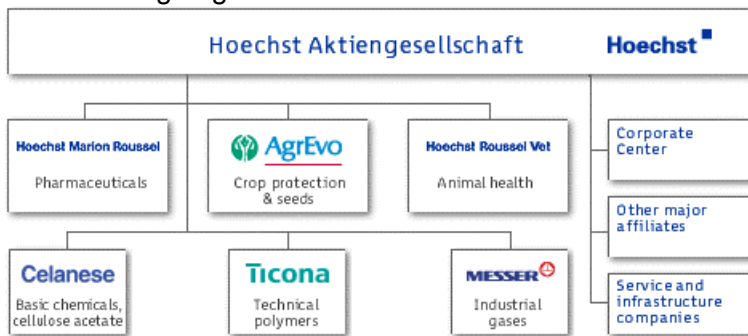 Hoechst Aktiengesellschaft
Hoechst
Hoechst Marion Roussel
Pharmaceuticals
AgrEvo
Crop protection
& seeds
Hoechst Roussel Vet
Animal health
Corporate
Center
Other major
affiliates
Celanese
Basic chemicals,
cellulose acetate
Ticona
Technical
polymers
MESSER
Industrial
gases
Service and
infrastructure
companies